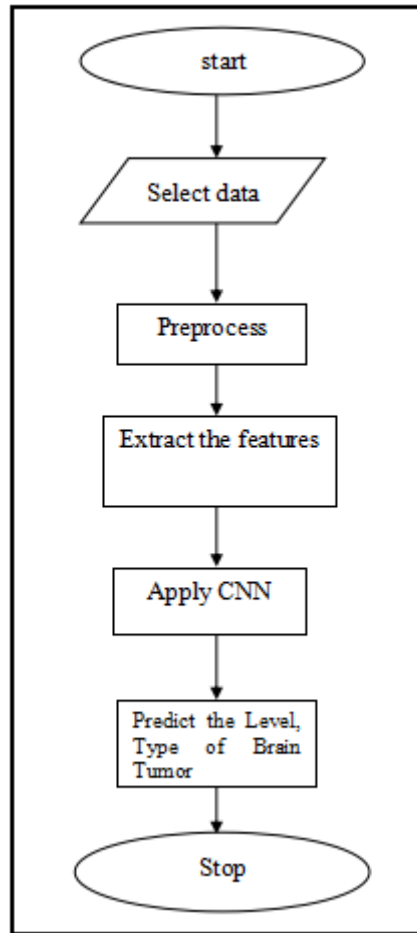 start
Select data
Preprocess
Extract the features
Apply CNN
Predict the Level,
Type of Brain
Tumor
Stop